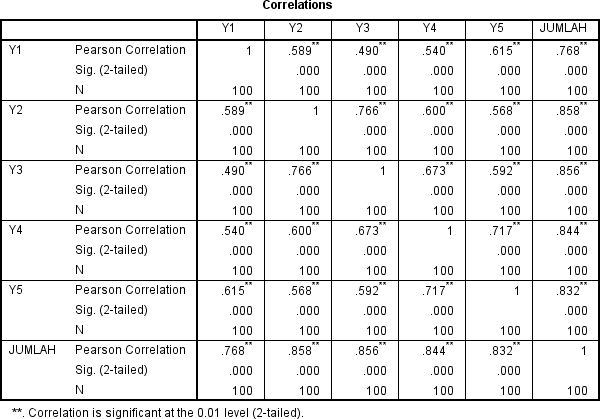 Correlations
Y1 Y2 Y3 Y4 Y5 JUMLAH
Y1 Pearson Correlation 1 .589** .490** .540** .615** .768**
Sig. (2-tailed) .000 .000 .000 .000 .000
N 100 100 100 100 100 100
Y2 Pearson Correlation .589** 1 .766** .600** .568** .858**
Sig. (2-tailed) .000 .000 .000 .000 .000
N 100 100 100 100 100 100
Y3 Pearson Correlation .490** .766** 1 .673** .592** .856**
Sig. (2-tailed) .000 .000 .000 .000 .000
N 100 100 100 100 100 100
Y4 Pearson Correlation .540** .600** .673** 1 .717** .844**
Sig. (2-tailed) .000 .000 .000 .000 .000
N 100 100 100 100 100 100
Y5 Pearson Correlation .615** .568** .592** .717** 1 .832**
Sig. (2-tailed) .000 .000 .000 .000 .000
N 100 100 100 100 100 100
JUMLAH Pearson Correlation .768** .858** .856** .844** .832** 1
Sig. (2-tailed) .000 .000 .000 .000 .000
N 100 100 100 100 100 100
**. Correlation is significant at the 0.01 level (2-tailed).